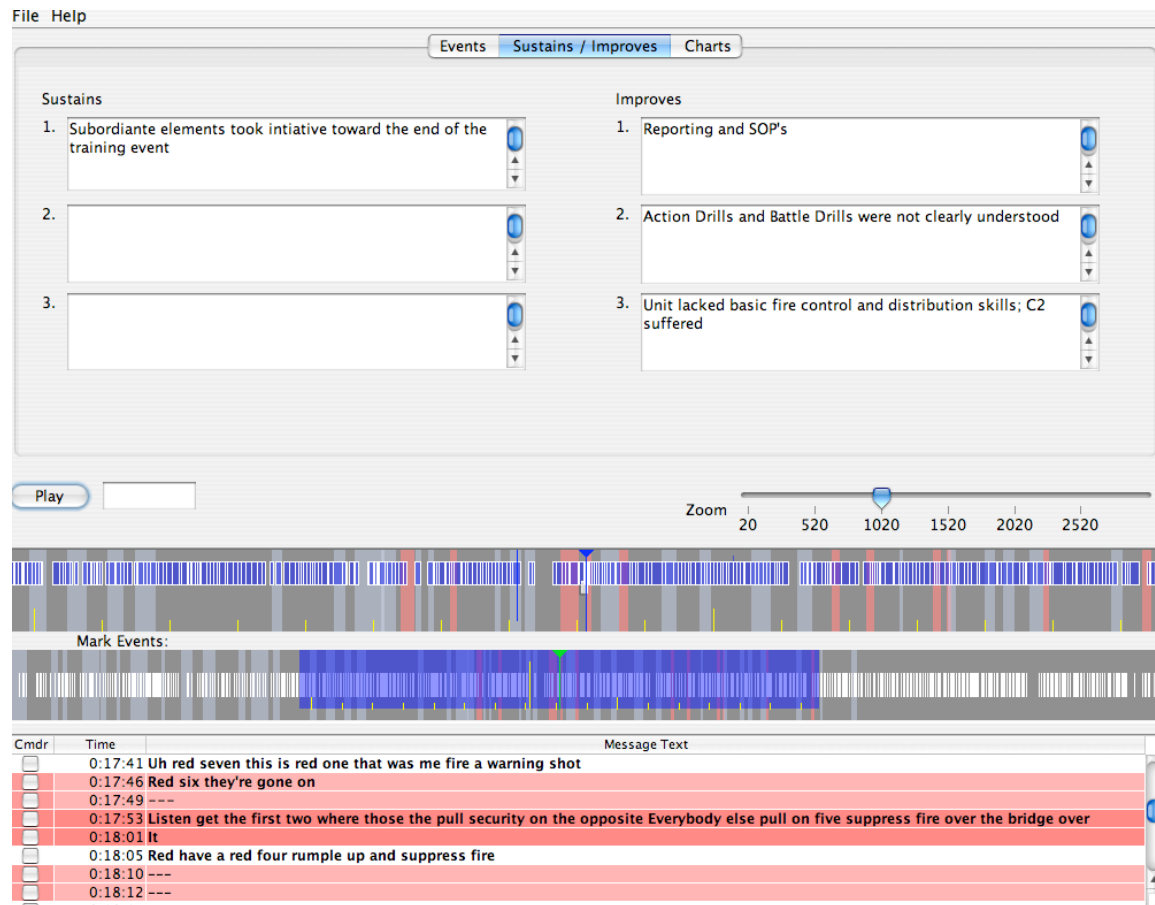 File Help
Events Sustains / Improves Charts
Sustains Improves
1. Subordiante elements took intiative toward the end of the
training event
1. Reporting and SOP's
2.
2. Action Drills and Battle Drills were not clearly understood
3.
3. Unit lacked basic fire control and distribution skills; C2
suffered
Play
Zoom
20 520 1020 1520 2020 2520
Mark Events:
Cmdr Time Message Text
0:17:41 Uh red seven this is red one that was me fire a warning shot
0:17:46 Red six they're gone on
0:17:49 ---
0:17:53 Listen get the first two where those the pull security on the opposite Everybody else pull on five suppress fire over the bridge over
0:18:01 It
0:18:05 Red have a red four rumple up and suppress fire
0:18:10 ---
0:18:12 ---